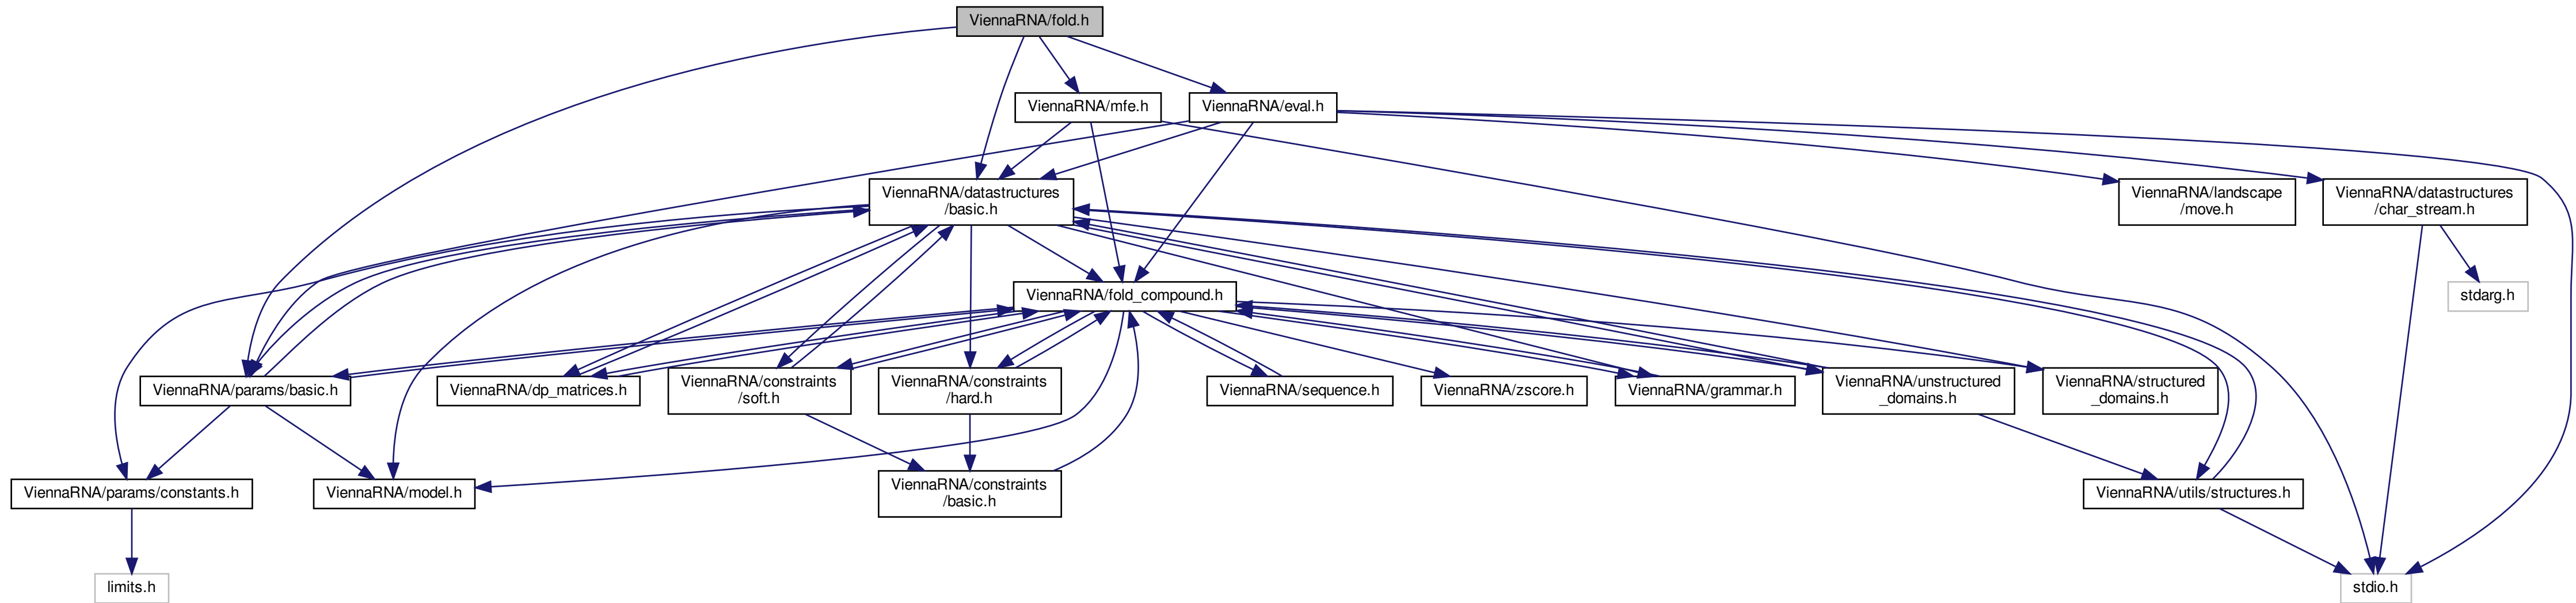 ViennaRNA/fold.h
ViennaRNA/mfe.h
ViennaRNA/eval.h
ViennaRNA/datastructures
/basic.h
ViennaRNA/landscape
/move.h
ViennaRNA/datastructures
/char_stream.h
ViennaRNA/fold_compound.h
stdarg.h
ViennaRNA/params/basic.h
ViennaRNA/dp_matrices.h
ViennaRNA/constraints
/soft.h
ViennaRNA/constraints
/hard.h
ViennaRNA/sequence.h
ViennaRNA/zscore.h
ViennaRNA/grammar.h
ViennaRNA/unstructured
_domains.h
ViennaRNA/structured
_domains.h
ViennaRNA/params/constants.h
ViennaRNA/model.h
ViennaRNA/constraints
/basic.h
ViennaRNA/utils/structures.h
limits.h
stdio.h